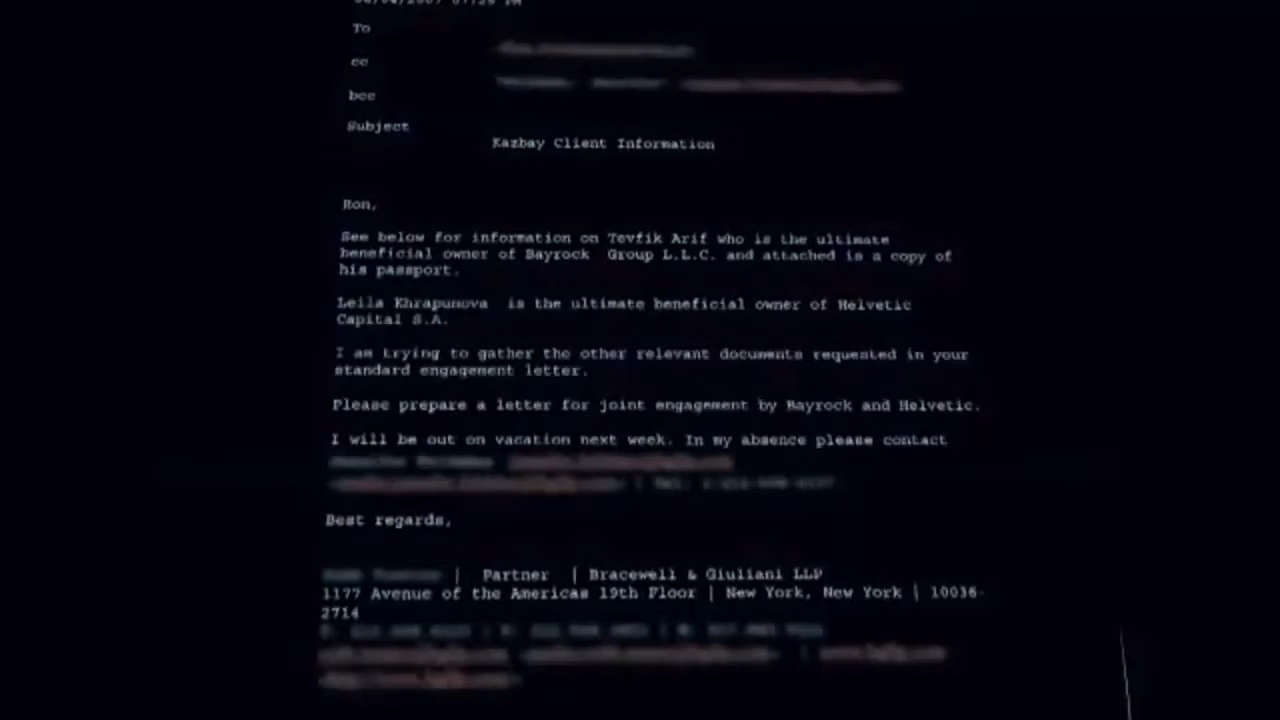 To
cc
bcc
Subject
Kazbay Client Information
Ron,
See below for information on Tevfik Arif who is the ultimate
beneficial owner of Bayrock Group L.L.C. and attached is a copy of
his passport.
Leila Khrapunova is the ultimate beneficial owner of Helvetic
Capital S.A.
I am trying to gather the other relevant documents requested in your
standard engagement letter.
Please prepare a letter for joint engagement by Bayrock and Helvetic.
I will be out on vacation next week. In my absence please contact
Best regards,
| Partner | Bracewell & Giuliani LLP
1177 Avenue of the Americas 19th Floor | New York, New York | 10036-
2714